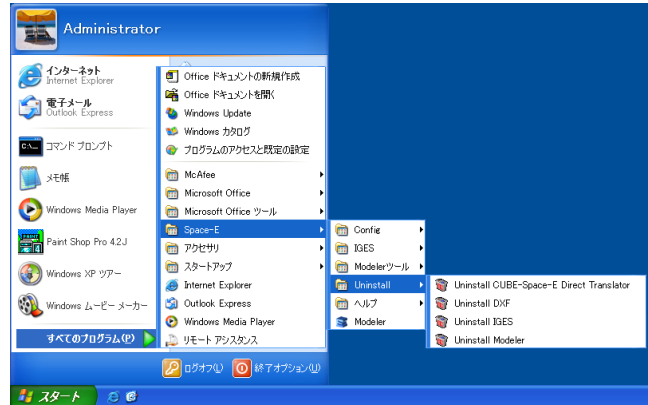 Administrator
インターネット
Internet Explorer
電子メール
Outlook Express
コマンド プロンプト
メモ帳
Windows Media Player
Paint Shop Pro 4.2J
Windows XP ツアー
Windows ムービー メーカー
すべてのプログラム(P)
Office ドキュメントの新規作成
Office ドキュメントを開く
Windows Update
Windows カタログ
プログラムのアクセスと既定の設定
McAfee
Microsoft Office
Microsoft Office ツール
Space-E
アクセサリ
スタートアップ
Internet Explorer
Outlook Express
Windows Media Player
リモート アシスタンス
Config
IGES
Modelerツール
Uninstall
ヘルプ
Modeler
Uninstall CUBE-Space-E Direct Translator
Uninstall DXF
Uninstall IGES
Uninstall Modeler
ログオフ(L)
終了オプション(U)
スタート